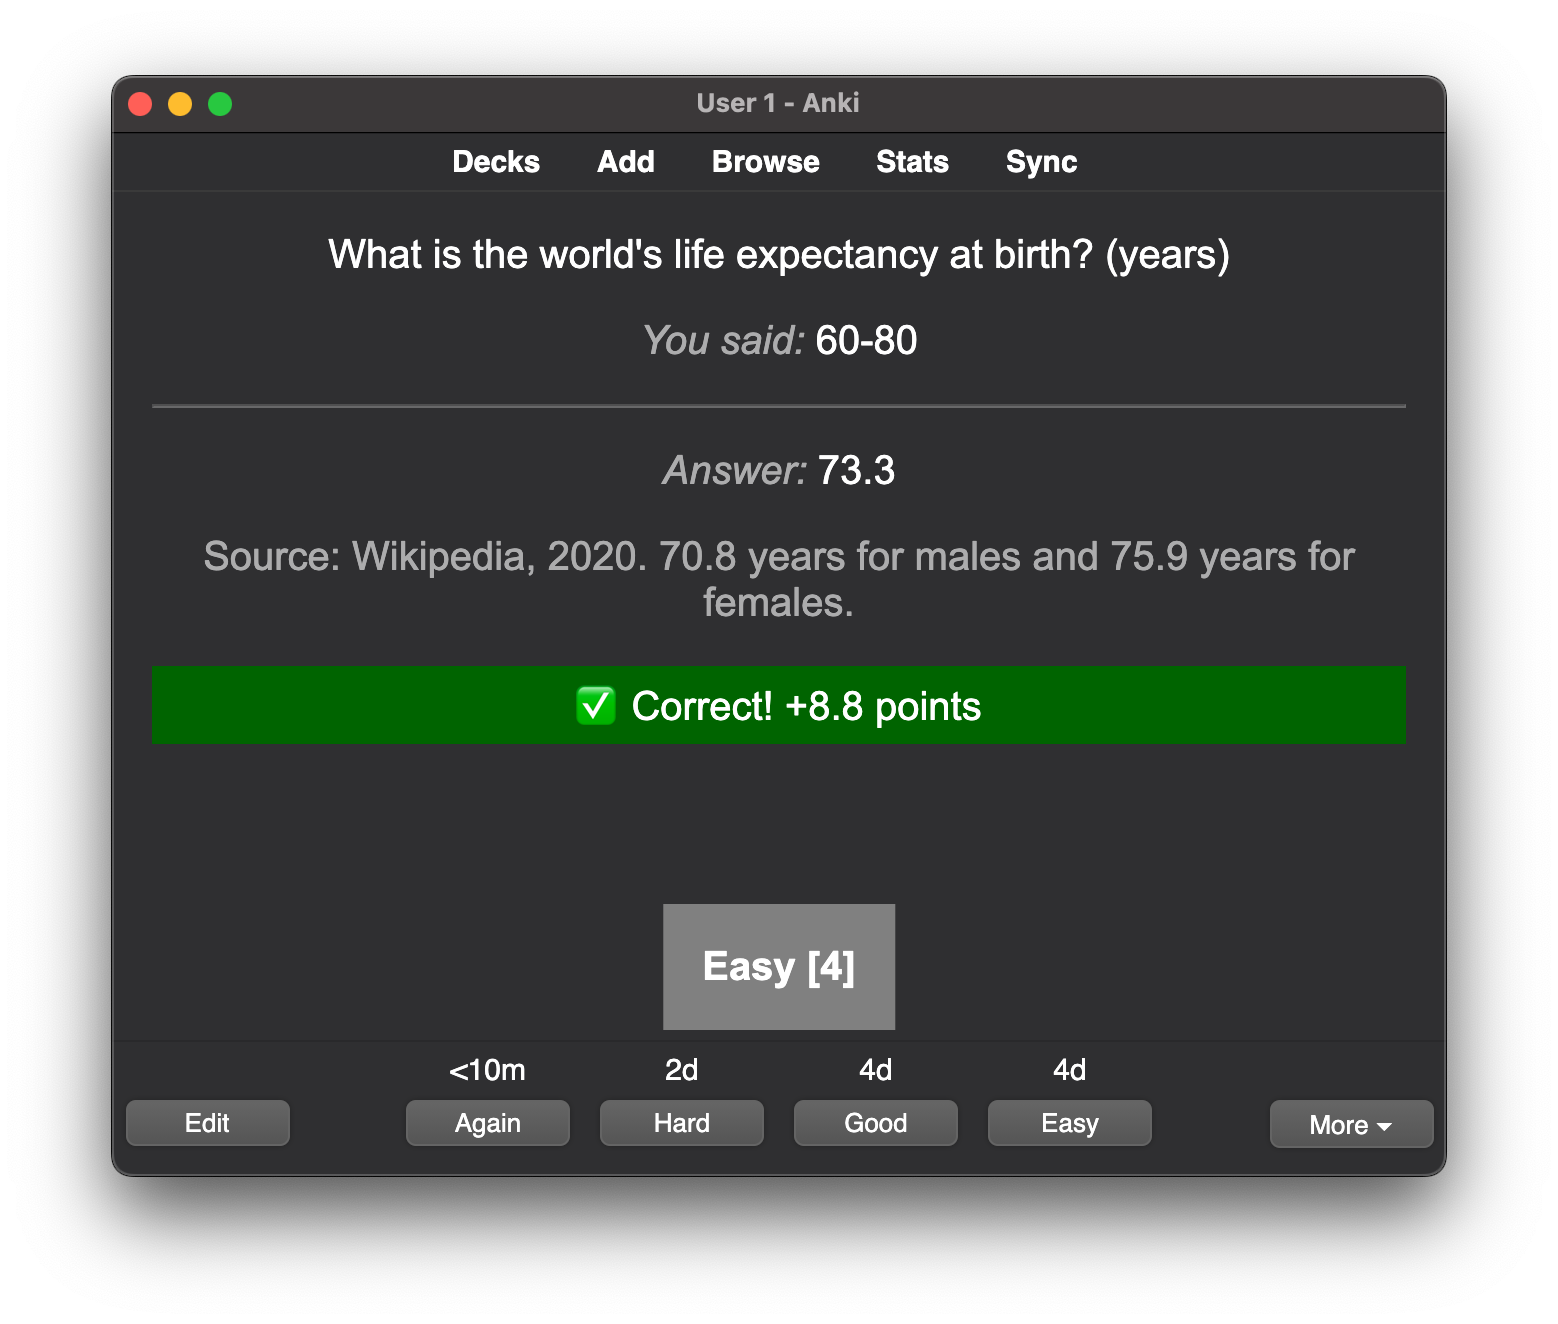 User 1 - Anki
Decks Add Browse Stats Sync
What is the world's life expectancy at birth? (years)
You said: 60-80
Answer: 73.3
Source: Wikipedia, 2020. 70.8 years for males and 75.9 years for
females.
✅ Correct! +8.8 points
Easy [4]
<10m 2d 4d 4d
Edit Again Hard Good Easy More